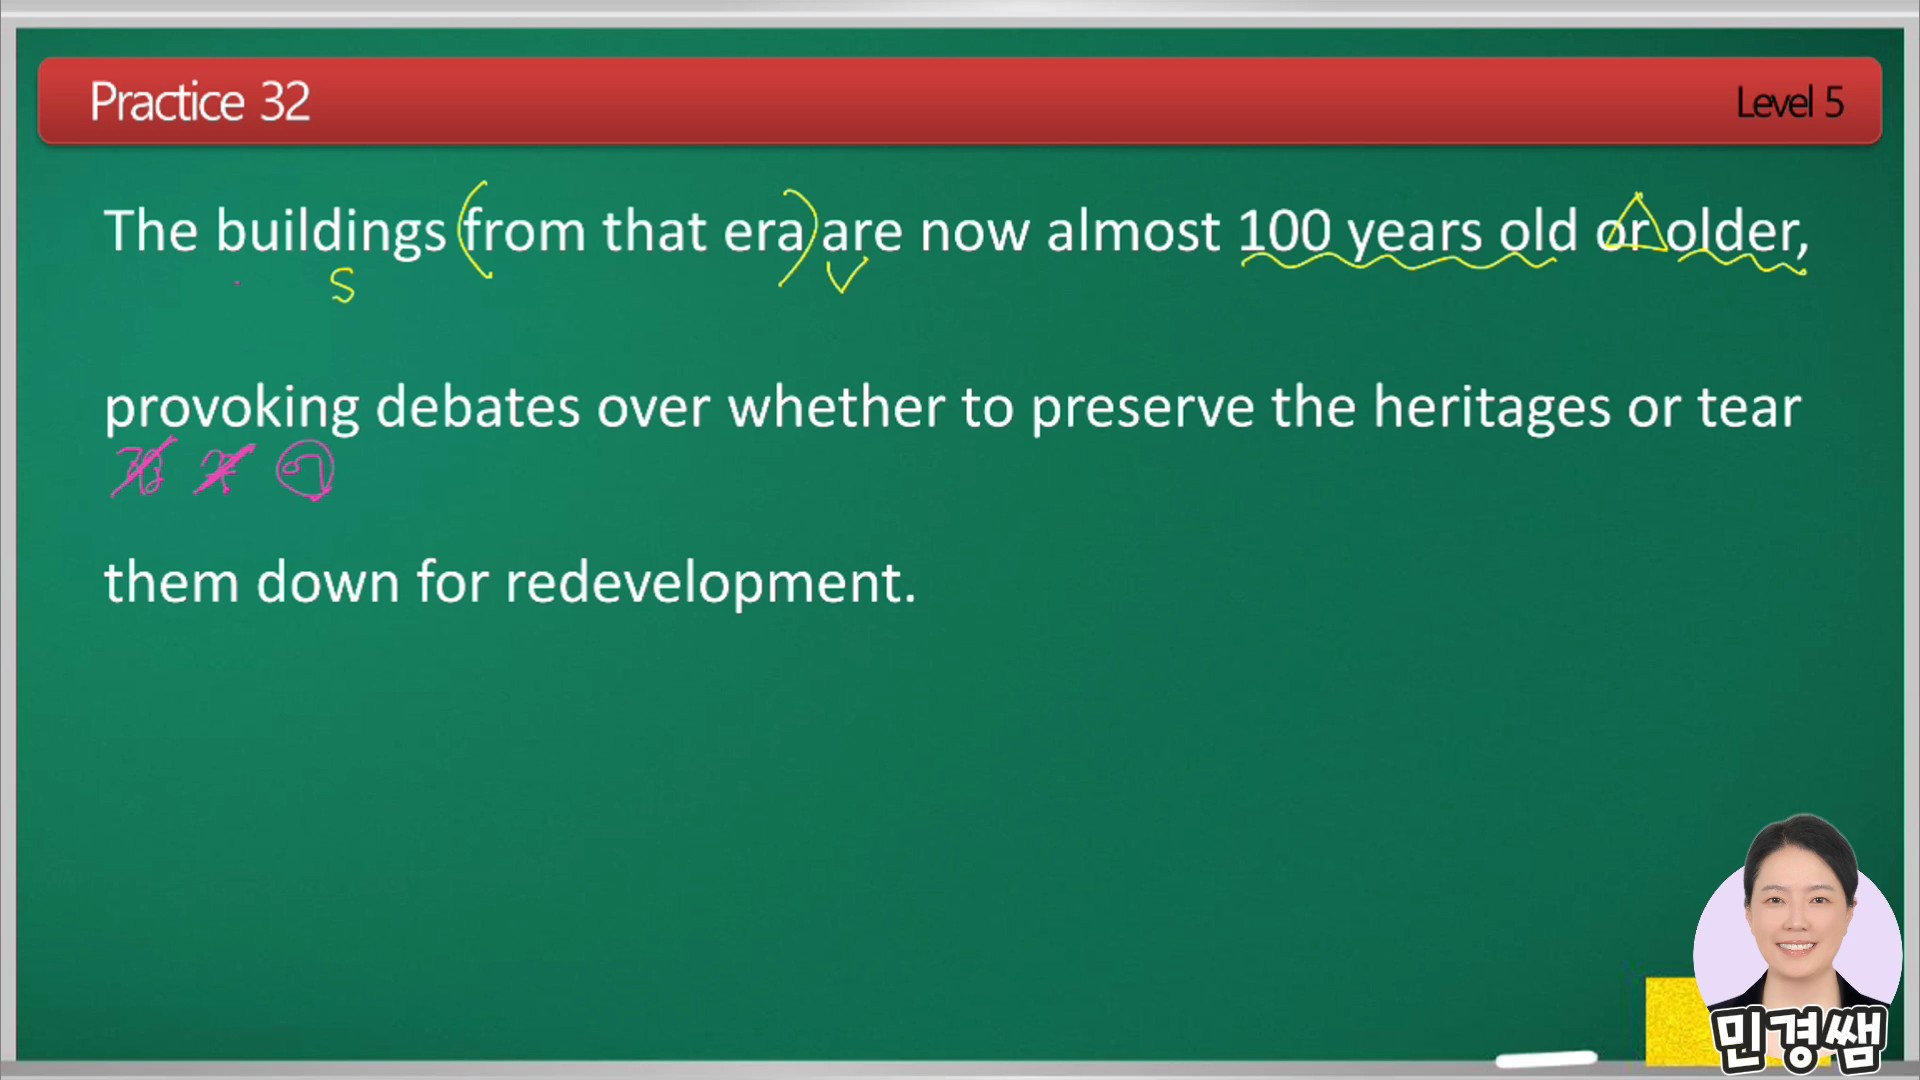 Practice 32
Level 5
The buildings (from that era) are now almost 100 years old or older,
S V
provoking debates over whether to preserve the heritages or tear
them down for redevelopment.
민경쌤